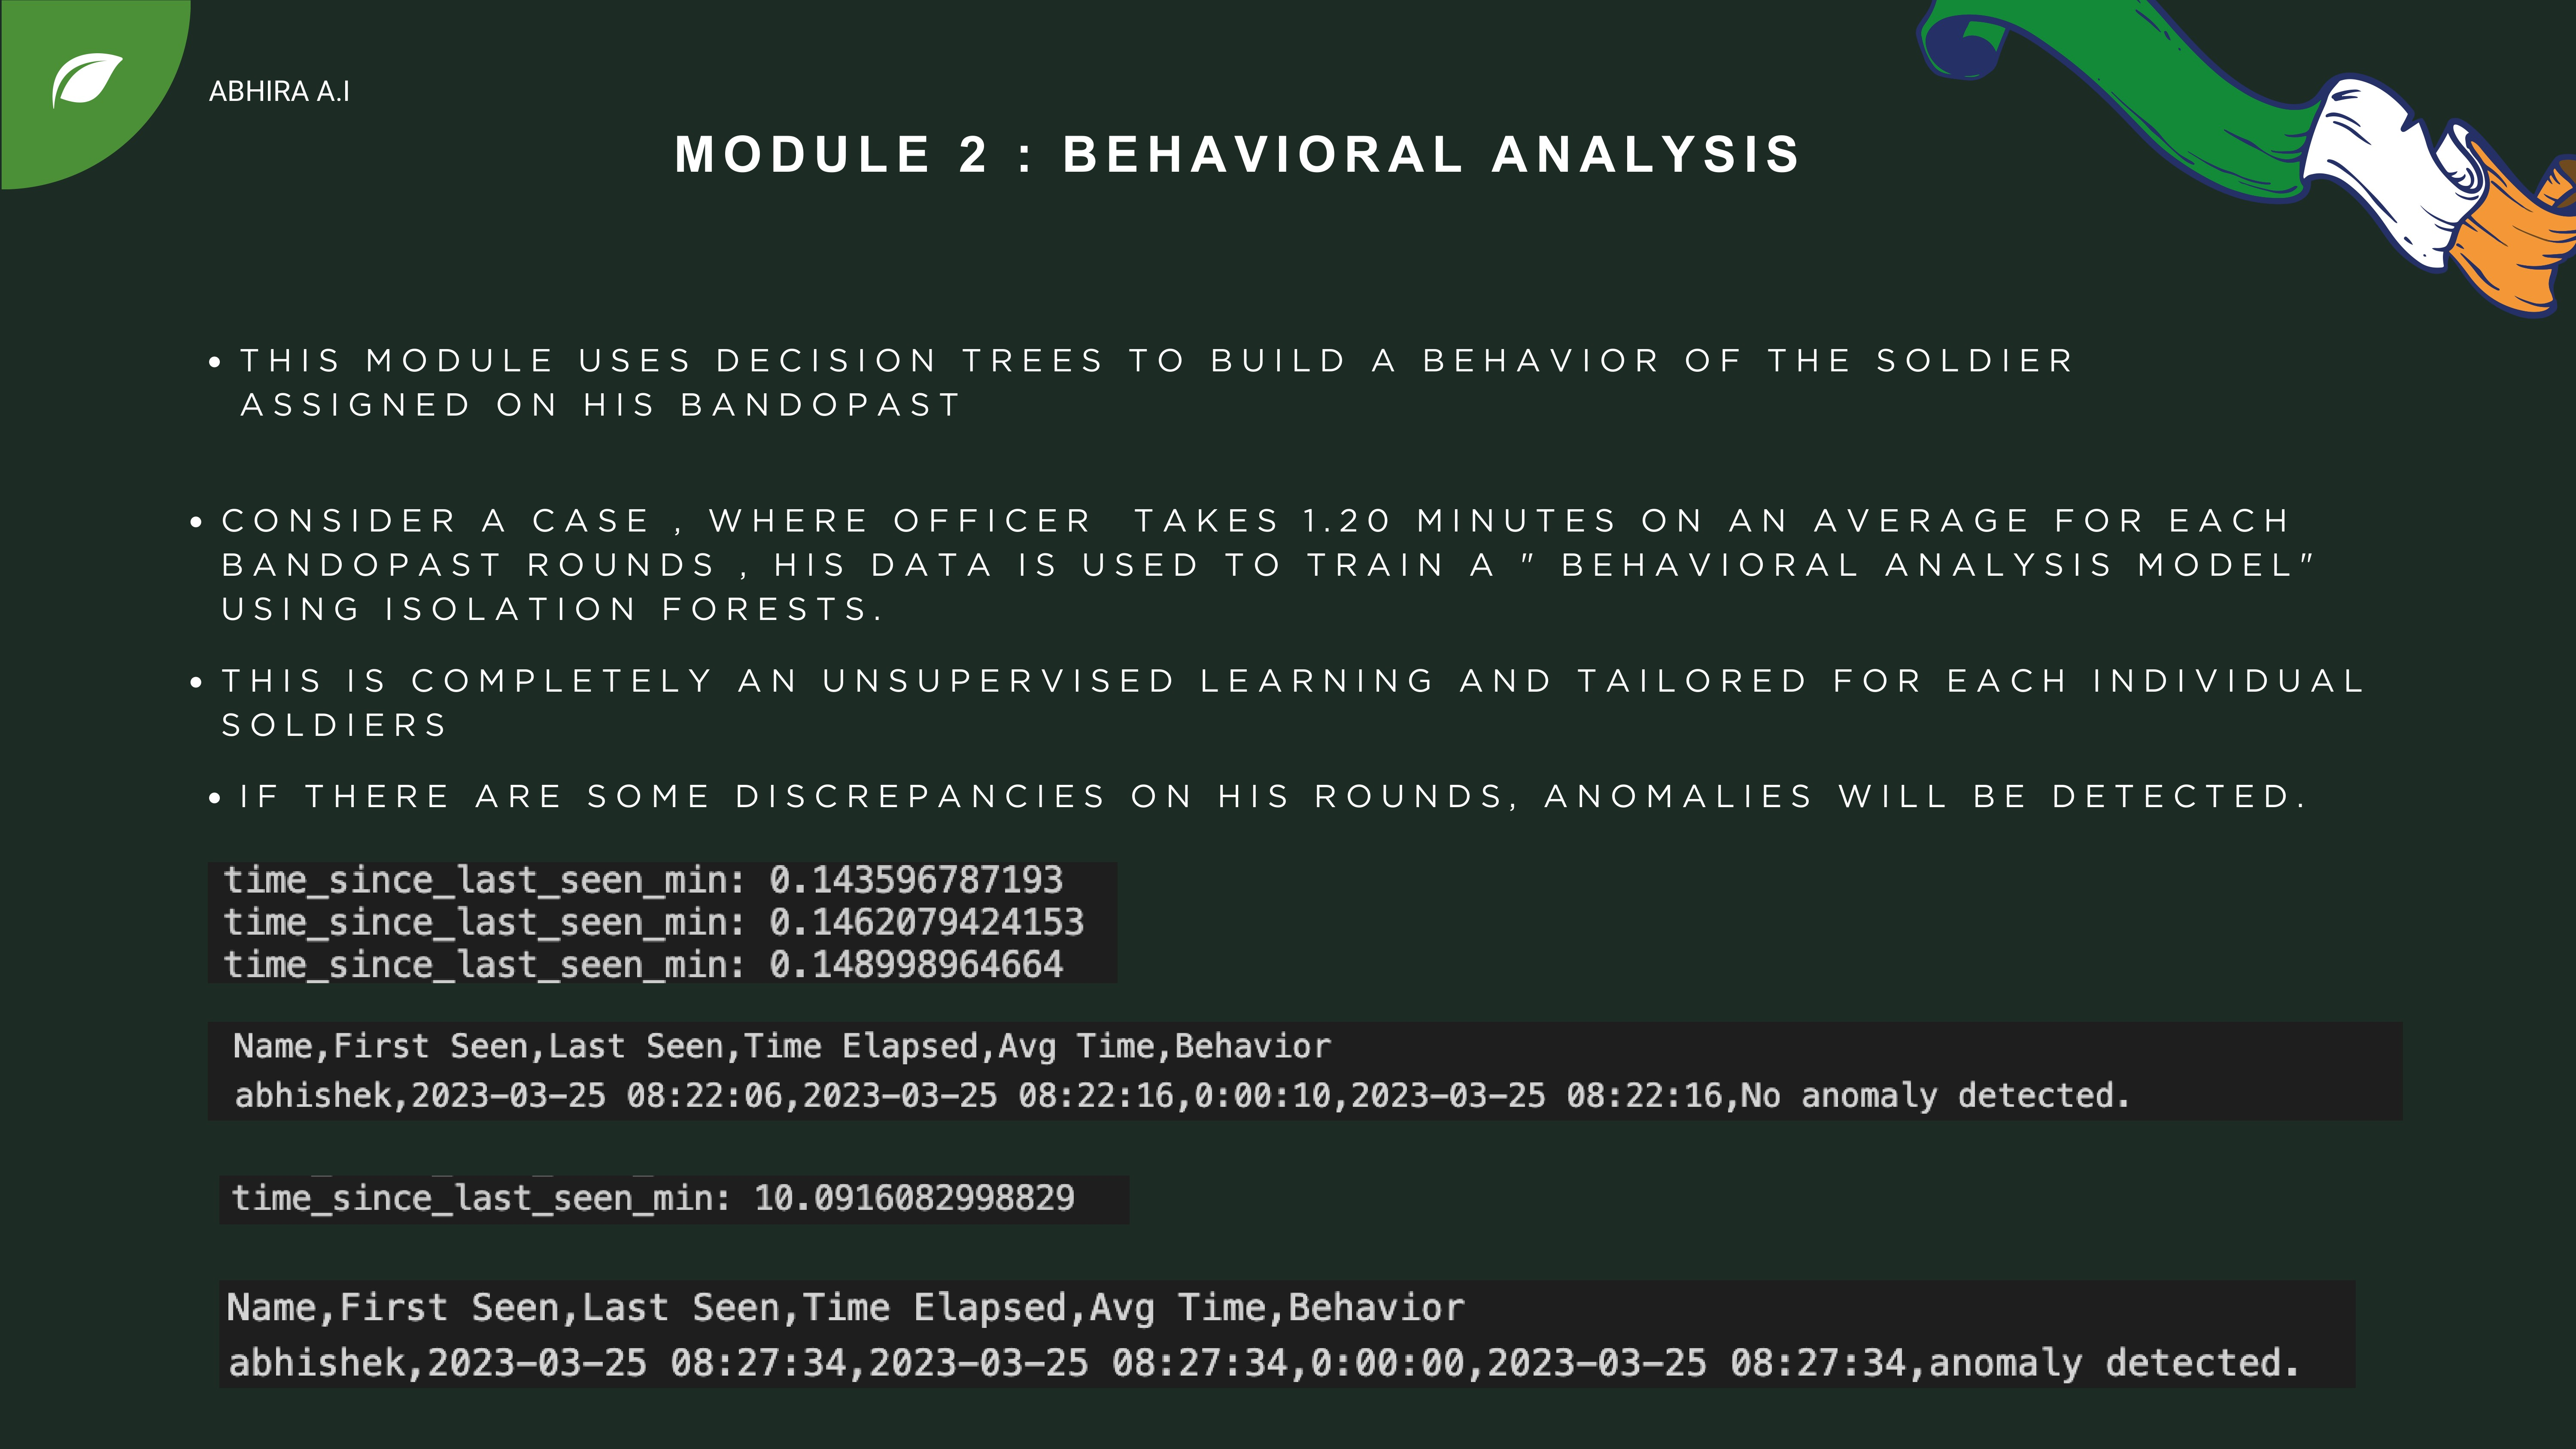 ABHIRA A.I
MODULE 2 : BEHAVIORAL ANALYSIS
• THIS MODULE USES DECISION TREES TO BUILD A BEHAVIOR OF THE SOLDIER
ASSIGNED ON HIS BANDOPAST
• CONSIDER A CASE , WHERE OFFICER TAKES 1.20 MINUTES ON AN AVERAGE FOR EACH
BANDOPAST ROUNDS , HIS DATA IS USED TO TRAIN A " BEHAVIORAL ANALYSIS MODEL"
USING ISOLATION FORESTS.
• THIS IS COMPLETELY AN UNSUPERVISED LEARNING AND TAILORED FOR EACH INDIVIDUAL
SOLDIERS
• IF THERE ARE SOME DISCREPANCIES ON HIS ROUNDS, ANOMALIES WILL BE DETECTED.
time_since_last_seen_min: 0.143596787193
time_since_last_seen_min: 0.1462079424153
time_since_last_seen_min: 0.148998964664
Name,First Seen,Last Seen,Time Elapsed,Avg Time,Behavior
abhishek,2023-03-25 08:22:06,2023-03-25 08:22:16,0:00:10,2023-03-25 08:22:16,No anomaly detected.
time_since_last_seen_min: 10.0916082998829
Name,First Seen,Last Seen,Time Elapsed,Avg Time,Behavior
abhishek,2023-03-25 08:27:34,2023-03-25 08:27:34,0:00:00,2023-03-25 08:27:34,anomaly detected.